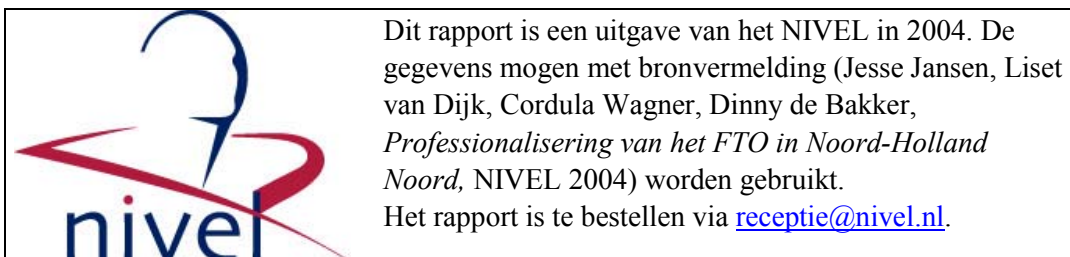 Dit rapport is een uitgave van het NIVEL in 2004. De
gegevens mogen met bronvermelding (Jesse Jansen, Liset
van Dijk, Cordula Wagner, Dinny de Bakker,
Professionalisering van het FTO in Noord-Holland
Noord, NIVEL 2004) worden gebruikt.
Het rapport is te bestellen via receptie@nivel.nl.
nivel